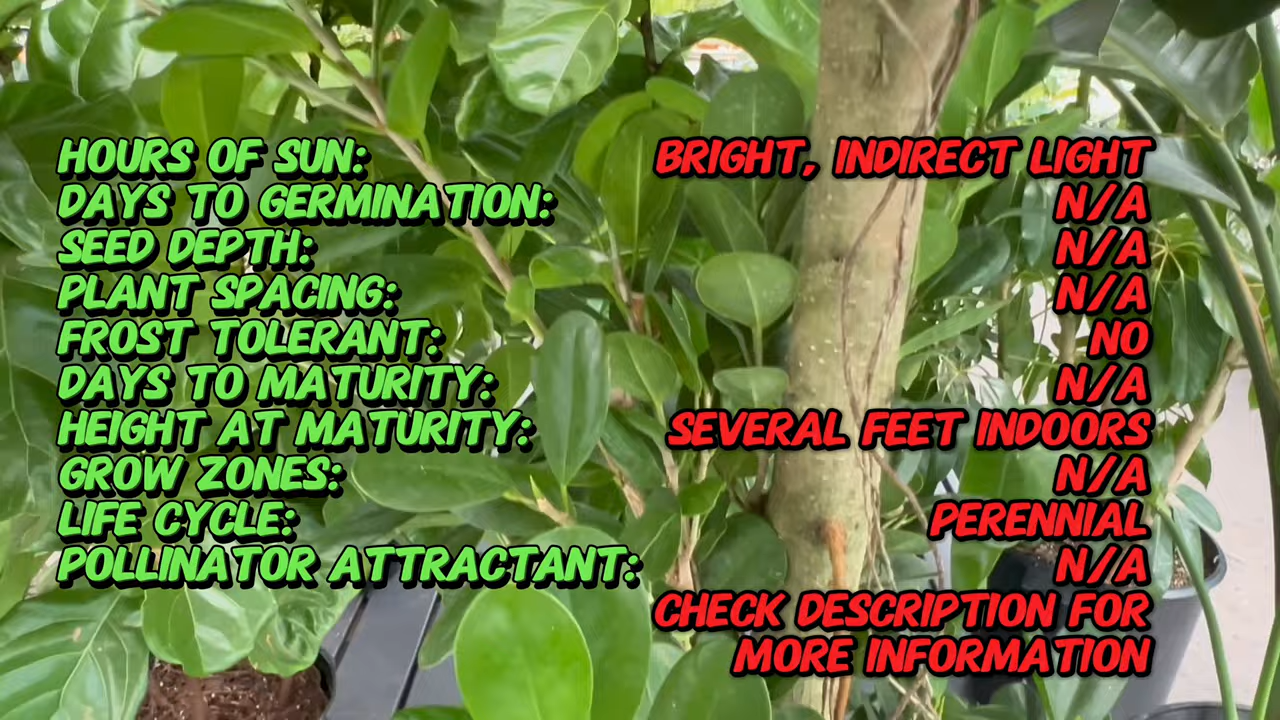 HOURS OF SUN: BRIGHT, INDIRECT LIGHT
DAYS TO GERMINATION: N/A
SEED DEPTH: N/A
PLANT SPACING: N/A
FROST TOLERANT: NO
DAYS TO MATURITY: N/A
HEIGHT AT MATURITY: SEVERAL FEET INDOORS
GROW ZONES: N/A
LIFE CYCLE: PERENNIAL
POLLINATOR ATTRACTANT: N/A
CHECK DESCRIPTION FOR
MORE INFORMATION